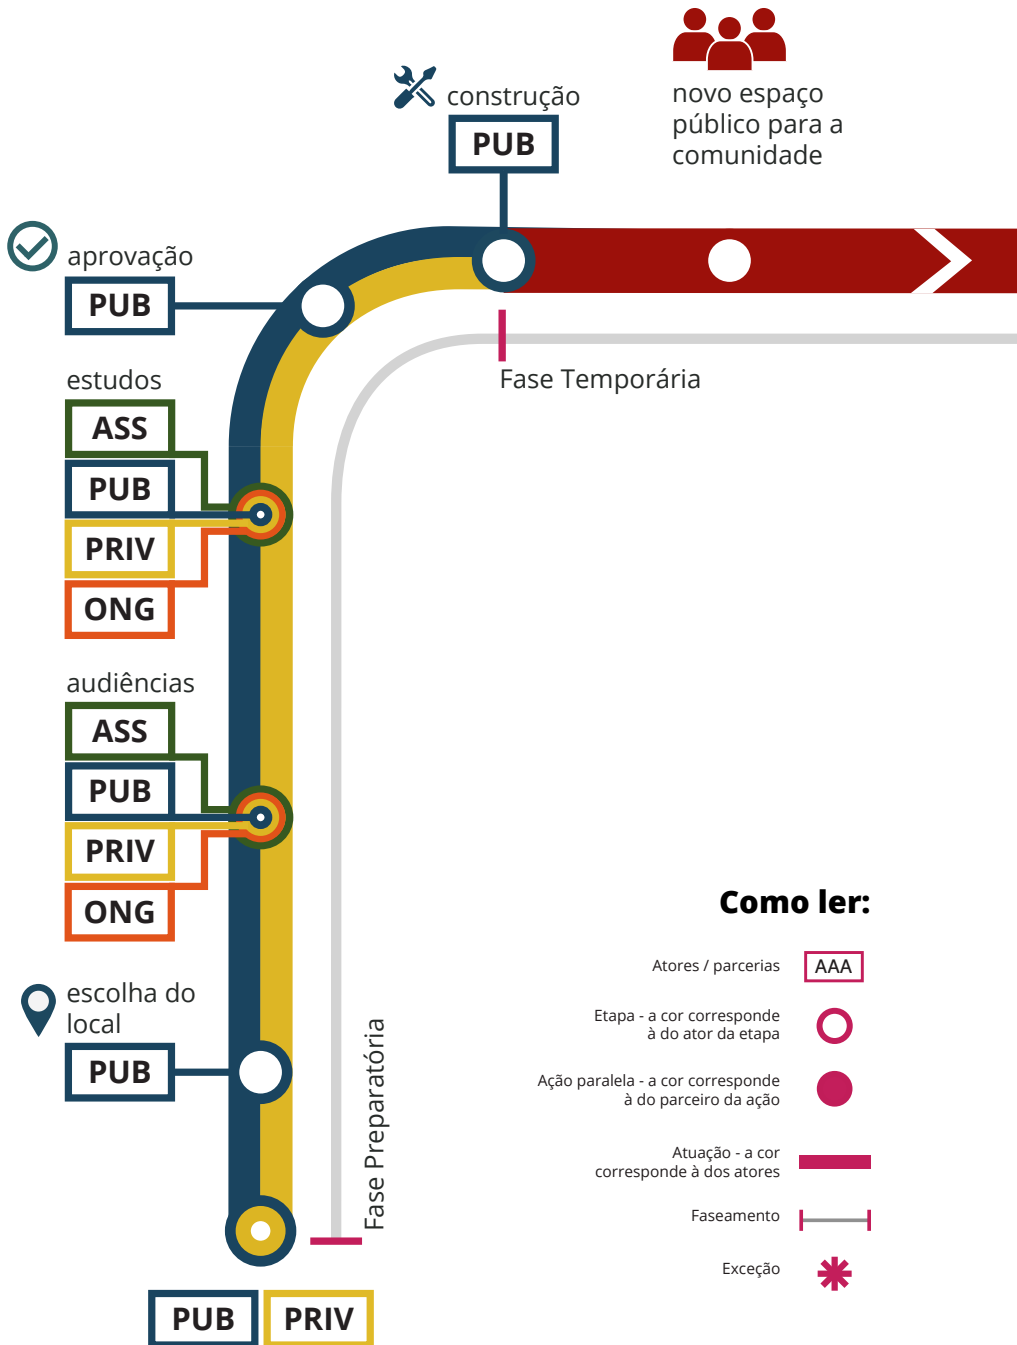 construção
PUB
novo espaço
público para a
comunidade
aprovação
PUB
Fase Temporária
estudos
ASS
PUB
PRIV
ONG
audiências
ASS
PUB
PRIV
ONG
escolha do
local
PUB
Fase Preparatória
PUB PRIV
Como ler:
Atores / parcerias AAA
Etapa - a cor corresponde
à do ator da etapa
Ação paralela - a cor corresponde
à do parceiro da ação
Atuação - a cor
corresponde à dos atores
Faseamento
Exceção